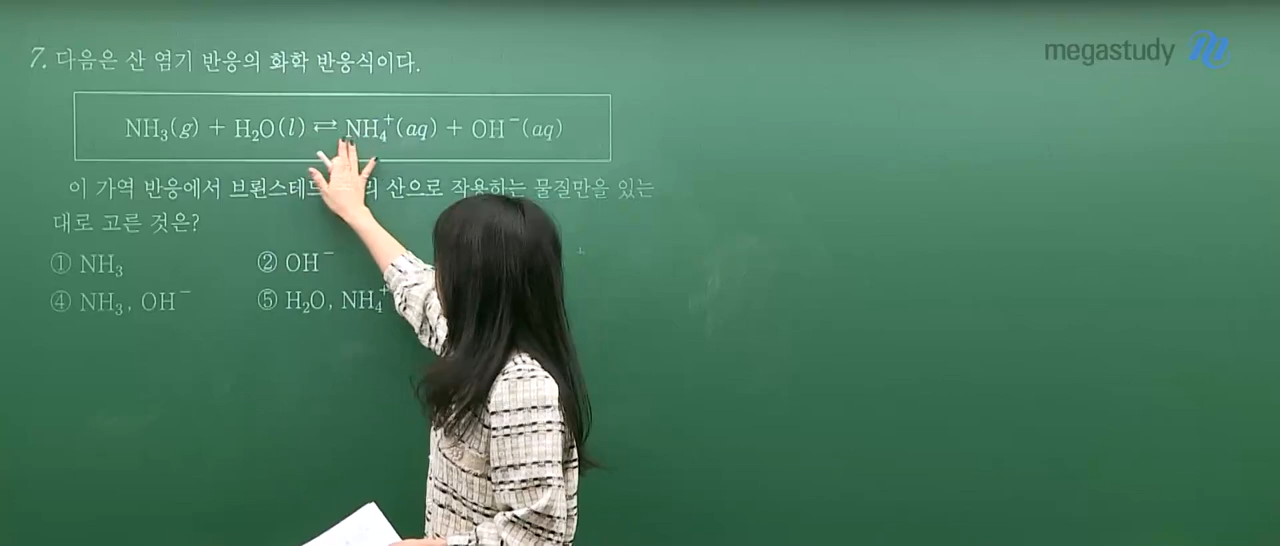 megastudy
7. 다음은 산 염기 반응의 화학 반응식이다.
NH₃(g) + H₂O(l) ⇄ NH₄⁺(aq) + OH⁻(aq)
이 가역 반응에서 브뢴스테드 의 산으로 작용하는 물질만을 있는
대로 고른 것은?
① NH₃ ② OH⁻
④ NH₃, OH⁻ ⑤ H₂O, NH₄⁺